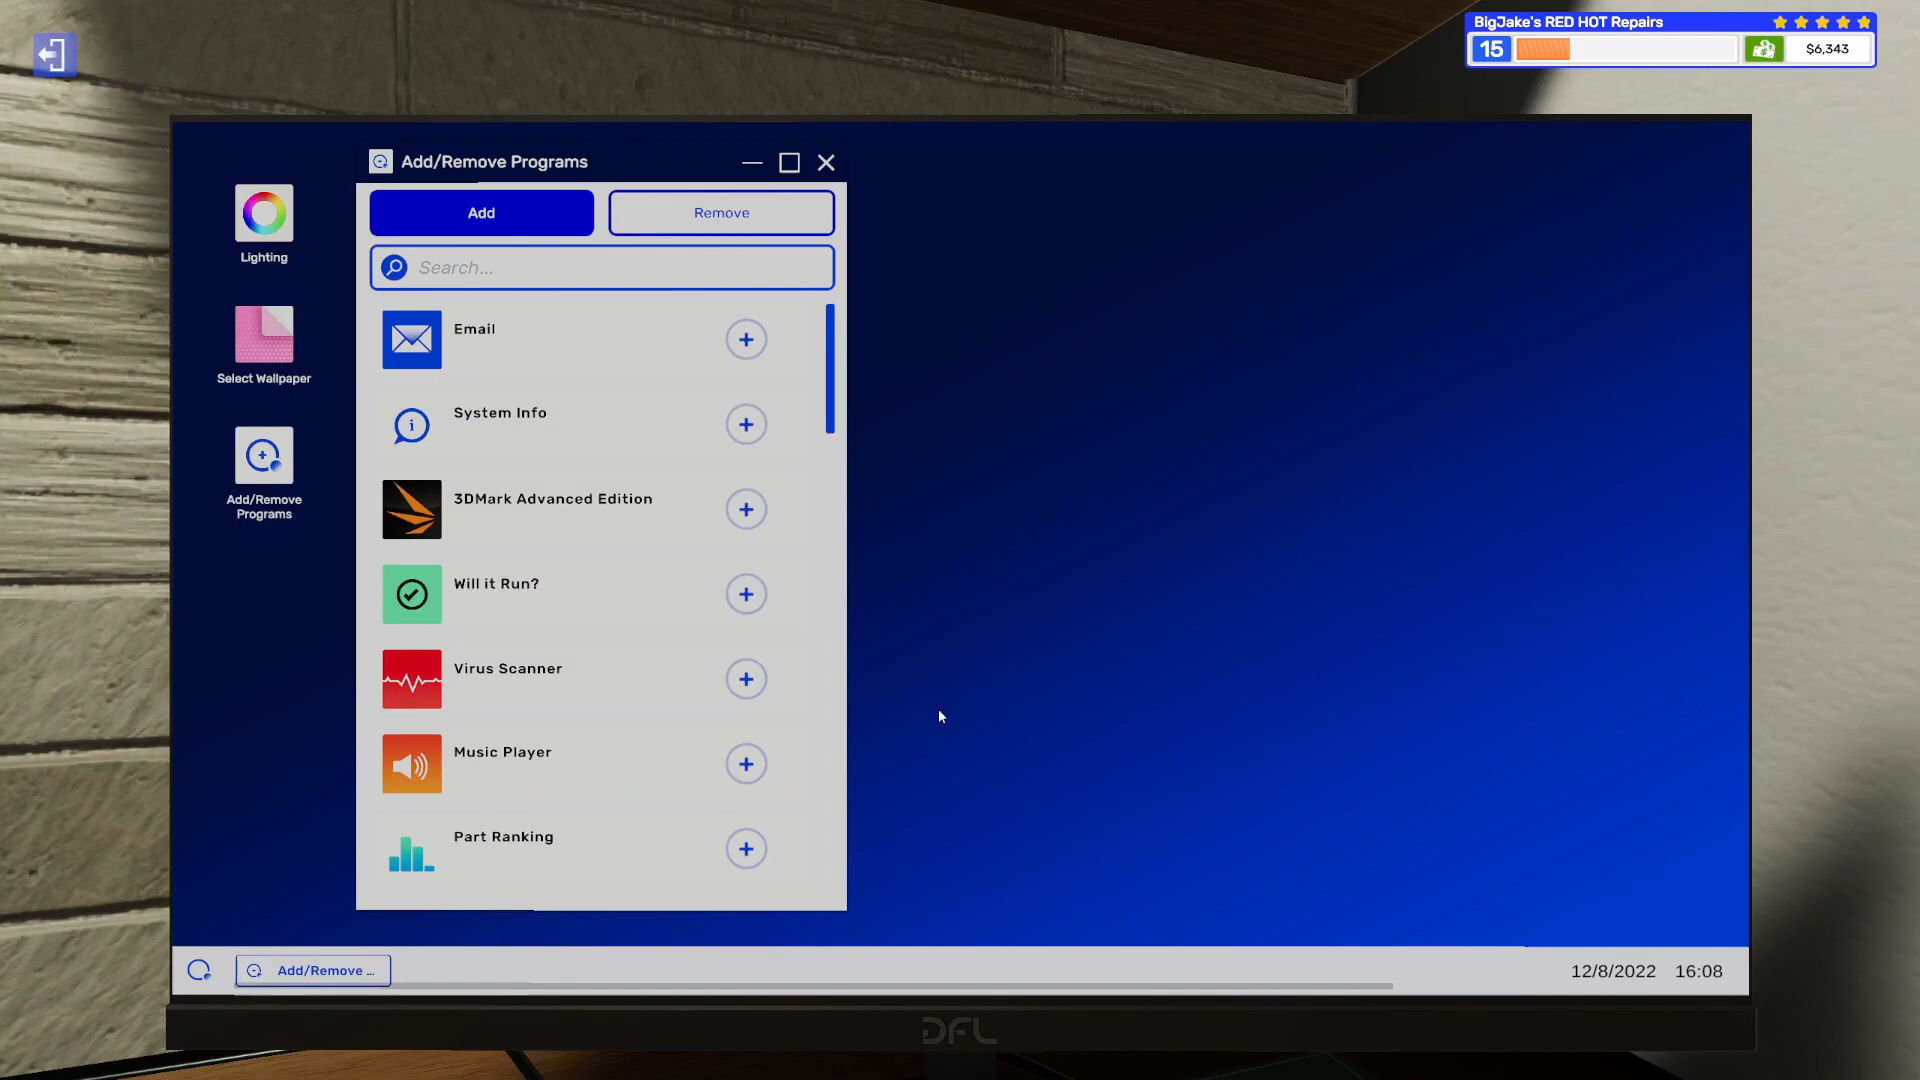 BigJake's RED HOT Repairs
15
$6,343
Add/Remove Programs
Add
Remove
Search...
Lighting
Email
Select Wallpaper
System Info
Add/Remove
Programs
3DMark Advanced Edition
Will it Run?
Virus Scanner
Music Player
Part Ranking
Add/Remove ...
12/8/2022 16:08
DFL